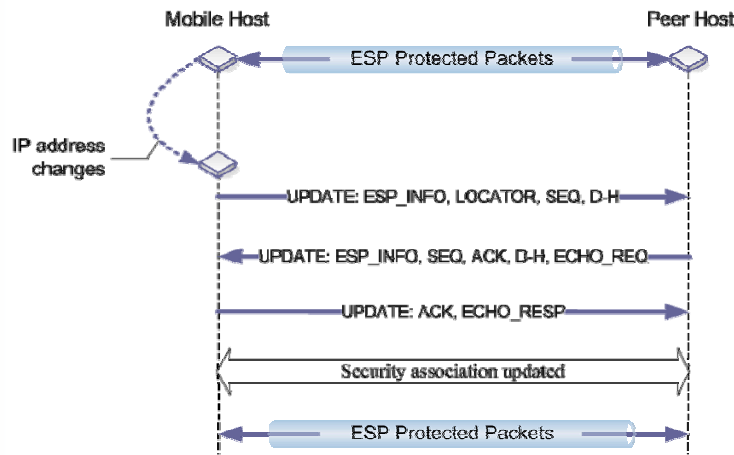 Mobile Host
Peer Host
ESP Protected Packets
IP address
changes
UPDATE: ESP_INFO, LOCATOR, SEQ, D-H
UPDATE: ESP_INFO, SEQ, ACK, D-H, ECHO_REQ
UPDATE: ACK, ECHO_RESP
Security association updated
ESP Protected Packets